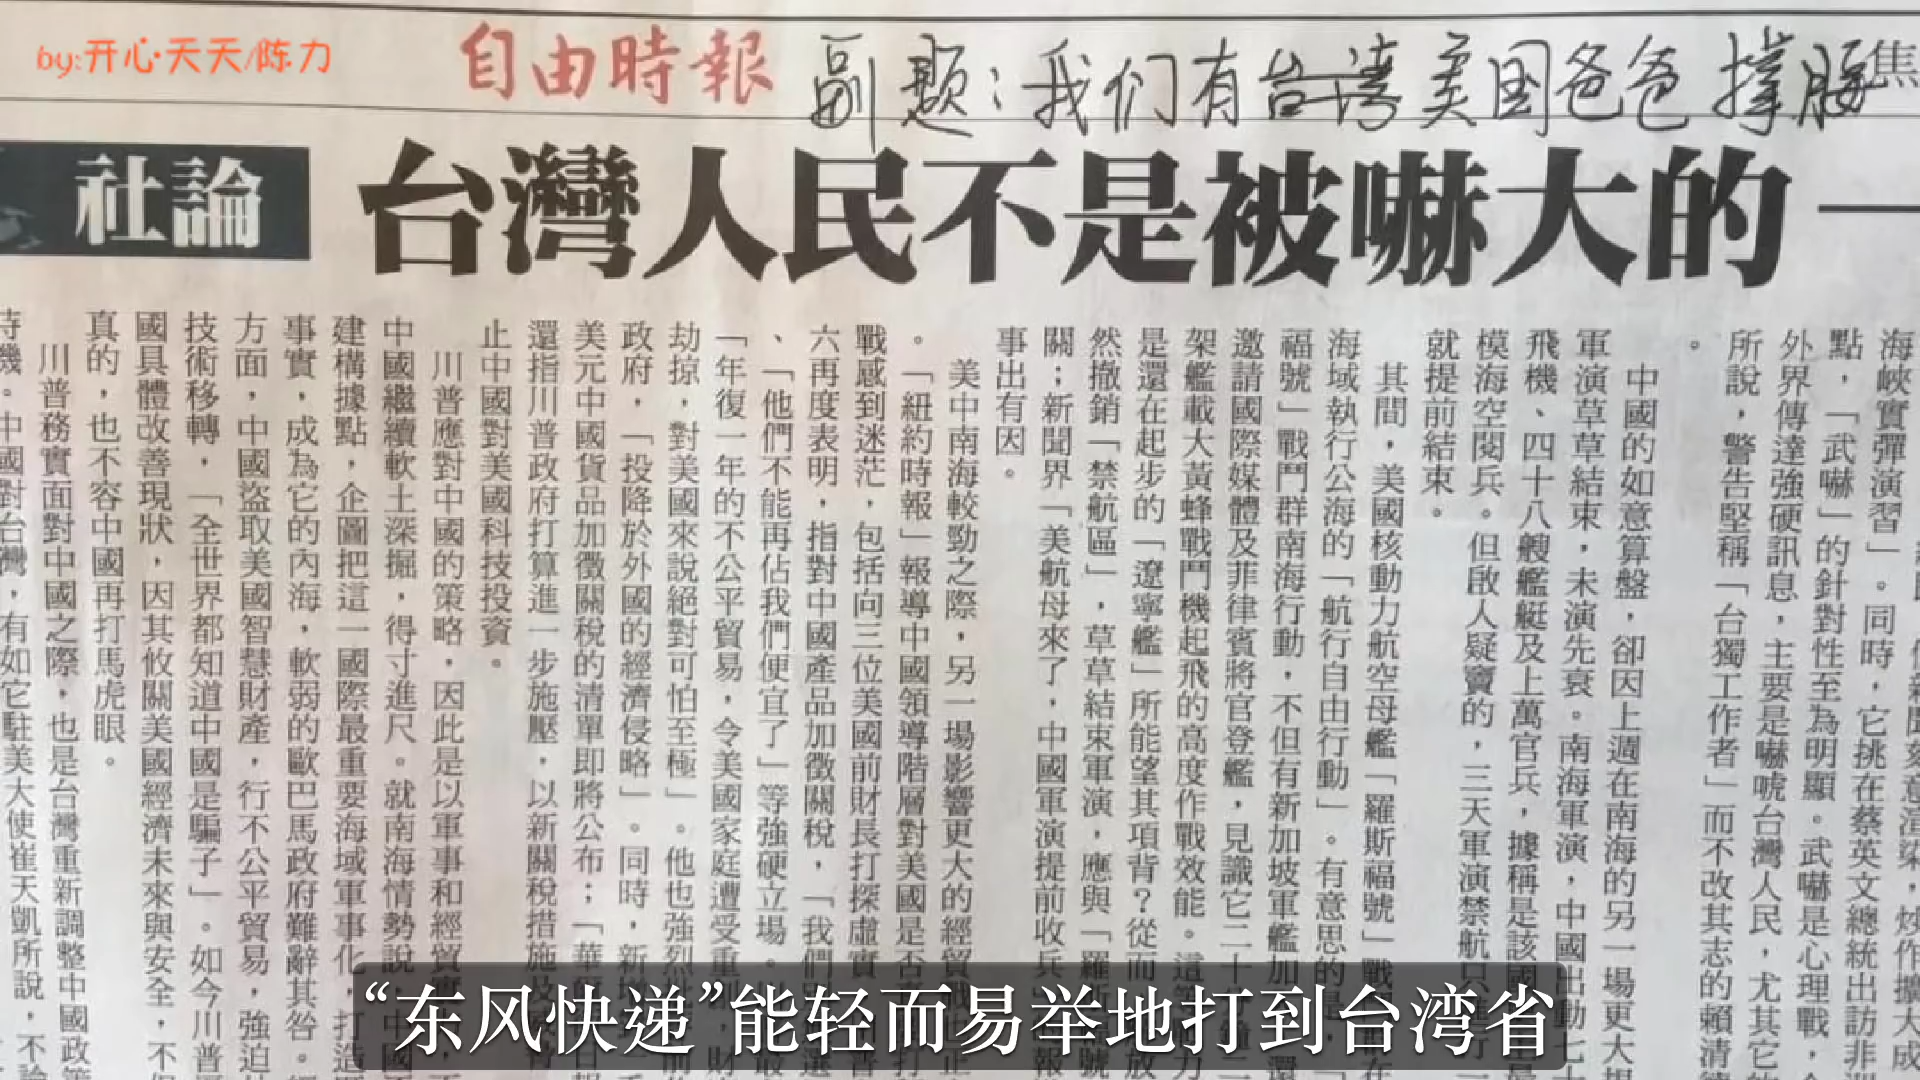 by:开心·天天/陈力
自由時報
副题:我们有台湾美国爸爸撑腰
焦
社論
台灣人民不是被嚇大的一
海峽實彈演習」。同時,它挑在蔡英文總統出訪非洲
點,「武嚇」的針對性至為明顯。武嚇是心理戰,
外界傳達強硬訊息,主要是嚇唬台灣人民,尤其它
所說,警告堅稱「台獨工作者」而不改其志的賴清德
。
中國的如意算盤,卻因上週在南海的另一場更大規
軍演草草結束,未演先衰。南海軍演,中國出動七十
飛機、四十八艘艦艇及上萬官兵,據稱是該國
模海空閱兵。但啟人疑竇的,三天軍演禁航
就提前結束。
其間,美國核動力航空母艦「羅斯福號」戰
海域執行公海的「航行自由行動」。有意思的是
福號」戰鬥群南海行動,不但有新加坡軍艦加
邀請國際媒體及菲律賓將官登艦,見識它二十
架艦載大黃蜂戰鬥機起飛的高度作戰效能。這等
是還在起步的「遼寧艦」所能望其項背?從而
然撤銷「禁航區」,草草結束軍演,應與「羅
關;新聞界「美航母來了,中國軍演提前收兵
事出有因。
美中南海較勁之際,另一場影響更大的經貿戰
。「紐約時報」報導中國領導階層對美國是否
戰感到迷茫,包括向三位美國前財長打探虛實
六再度表明,指對中國產品加徵關稅,「我們
、「他們不能再佔我們便宜了」等強硬立場。
「年復一年的不公平貿易,令美國家庭遭受重創
劫掠,對美國來說絕對可怕至極」。他也強烈
政府,「投降於外國的經濟侵略」。同時,新
美元中國貨品加徵關稅的清單即將公布;「華
還指川普政府打算進一步施壓,以新關稅措施
止中國對美國科技投資。
川普應對中國的策略,因此是以軍事和經貿
中國繼續軟土深掘,得寸進尺。就南海情勢說,中國
建構據點,企圖把這一國際最重要海域軍事化,打造
事實,成為它的內海,軟弱的歐巴馬政府難辭其咎。
方面,中國盜取美國智慧財產,行不公平貿易,強迫
技術移轉,「全世界都知道中國是騙子」。如今川普
國具體改善現狀,因其攸關美國經濟未來與安全,不
真的,也不容中國再打馬虎眼。
川普務實面對中國之際,也是台灣重新調整中國政策
時機。中國對台灣,有如它駐美大使崔天凱所說,不論
“东风快递”能轻而易举地打到台湾省